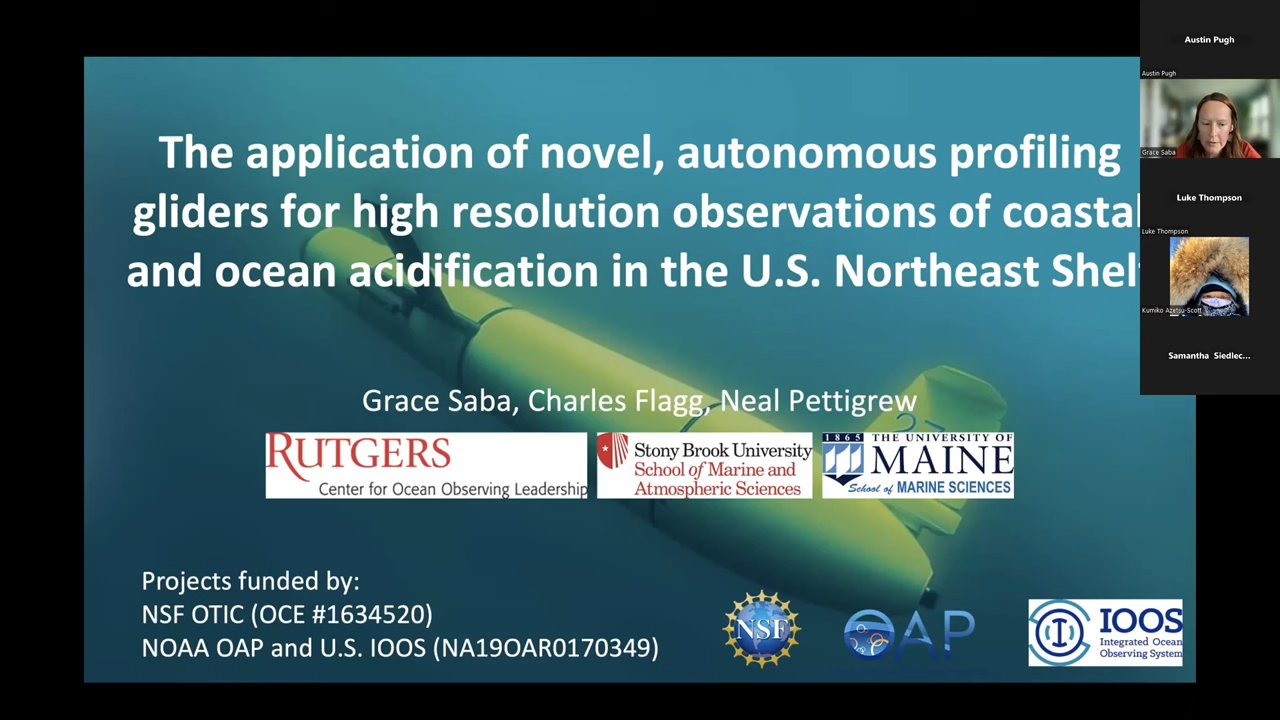 The application of novel, autonomous profiling
gliders for high resolution observations of coastal
and ocean acidification in the U.S. Northeast Shelf
Grace Saba, Charles Flagg, Neal Pettigrew
RUTGERS
Center for Ocean Observing Leadership
Stony Brook University
School of Marine and
Atmospheric Sciences
1865 THE UNIVERSITY OF
MAINE
School of MARINE SCIENCES
Projects funded by:
NSF OTIC (OCE #1634520)
NOAA OAP and U.S. IOOS (NA19OAR0170349)
NSF
OAP
IOOS
Integrated Ocean
Observing System
Austin Pugh
Austin Pugh
Grace Saba
Luke Thompson
Luke Thompson
Kumiko Azetsu-Scott
Samantha Siedlec...